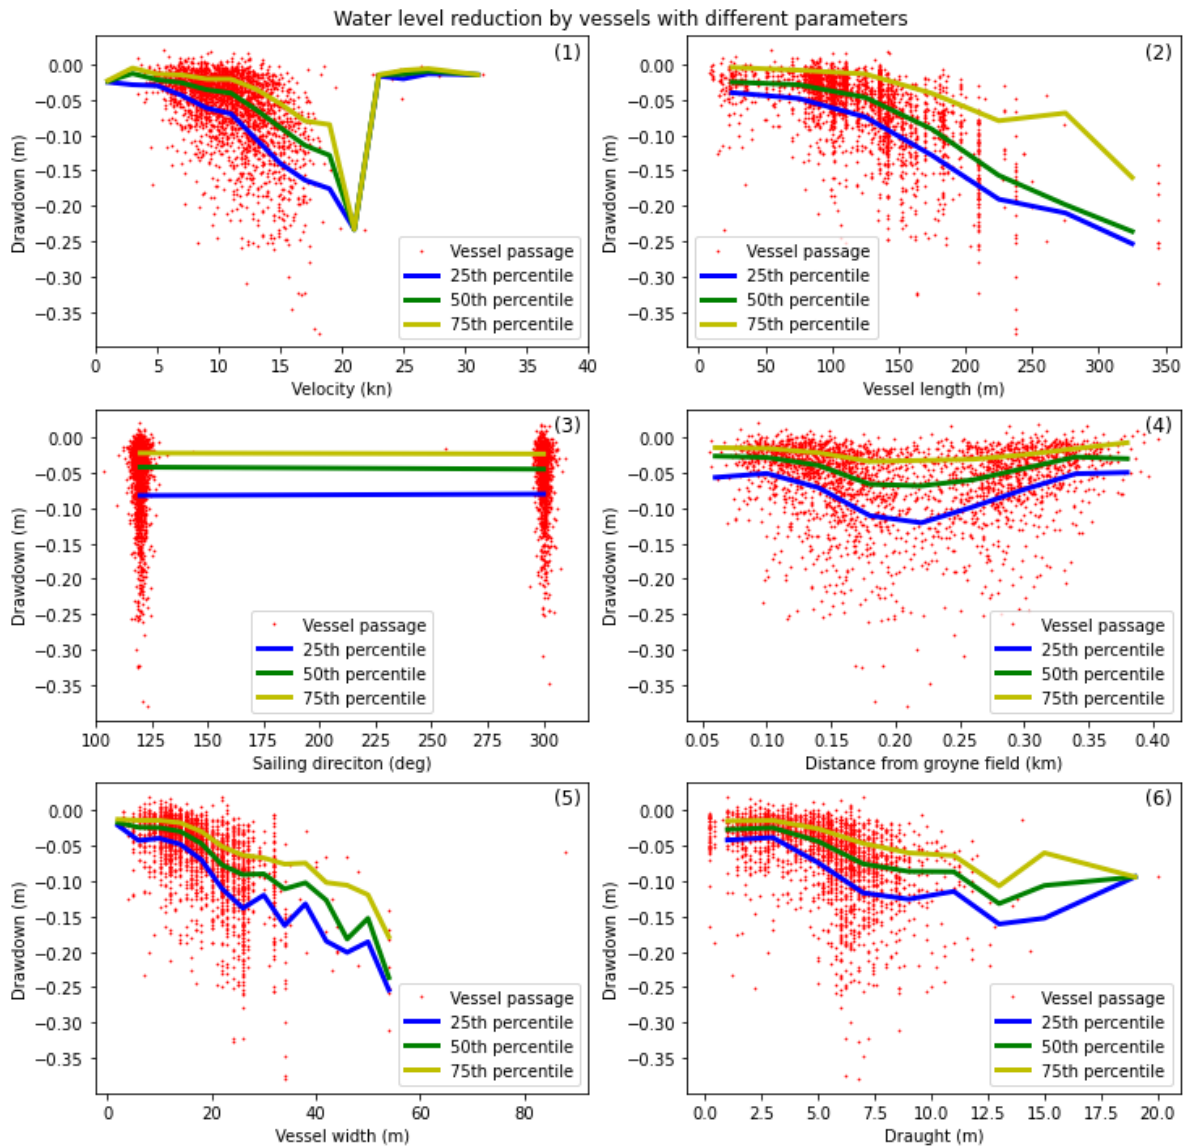 Water level reduction by vessels with different parameters
(1)
0.00
−0.05
−0.10
−0.15
−0.20
−0.25
−0.30
−0.35
Drawdown (m)
Vessel passage
25th percentile
50th percentile
75th percentile
0 5 10 15 20 25 30 35 40
Velocity (kn)
(2)
0.00
−0.05
−0.10
−0.15
−0.20
−0.25
−0.30
−0.35
Drawdown (m)
Vessel passage
25th percentile
50th percentile
75th percentile
0 50 100 150 200 250 300 350
Vessel length (m)
(3)
0.00
−0.05
−0.10
−0.15
−0.20
−0.25
−0.30
−0.35
Drawdown (m)
Vessel passage
25th percentile
50th percentile
75th percentile
100 125 150 175 200 225 250 275 300
Sailing direciton (deg)
(4)
0.00
−0.05
−0.10
−0.15
−0.20
−0.25
−0.30
−0.35
Drawdown (m)
Vessel passage
25th percentile
50th percentile
75th percentile
0.05 0.10 0.15 0.20 0.25 0.30 0.35 0.40
Distance from groyne field (km)
(5)
0.00
−0.05
−0.10
−0.15
−0.20
−0.25
−0.30
−0.35
Drawdown (m)
Vessel passage
25th percentile
50th percentile
75th percentile
0 20 40 60 80
Vessel width (m)
(6)
0.00
−0.05
−0.10
−0.15
−0.20
−0.25
−0.30
−0.35
Drawdown (m)
Vessel passage
25th percentile
50th percentile
75th percentile
0.0 2.5 5.0 7.5 10.0 12.5 15.0 17.5 20.0
Draught (m)